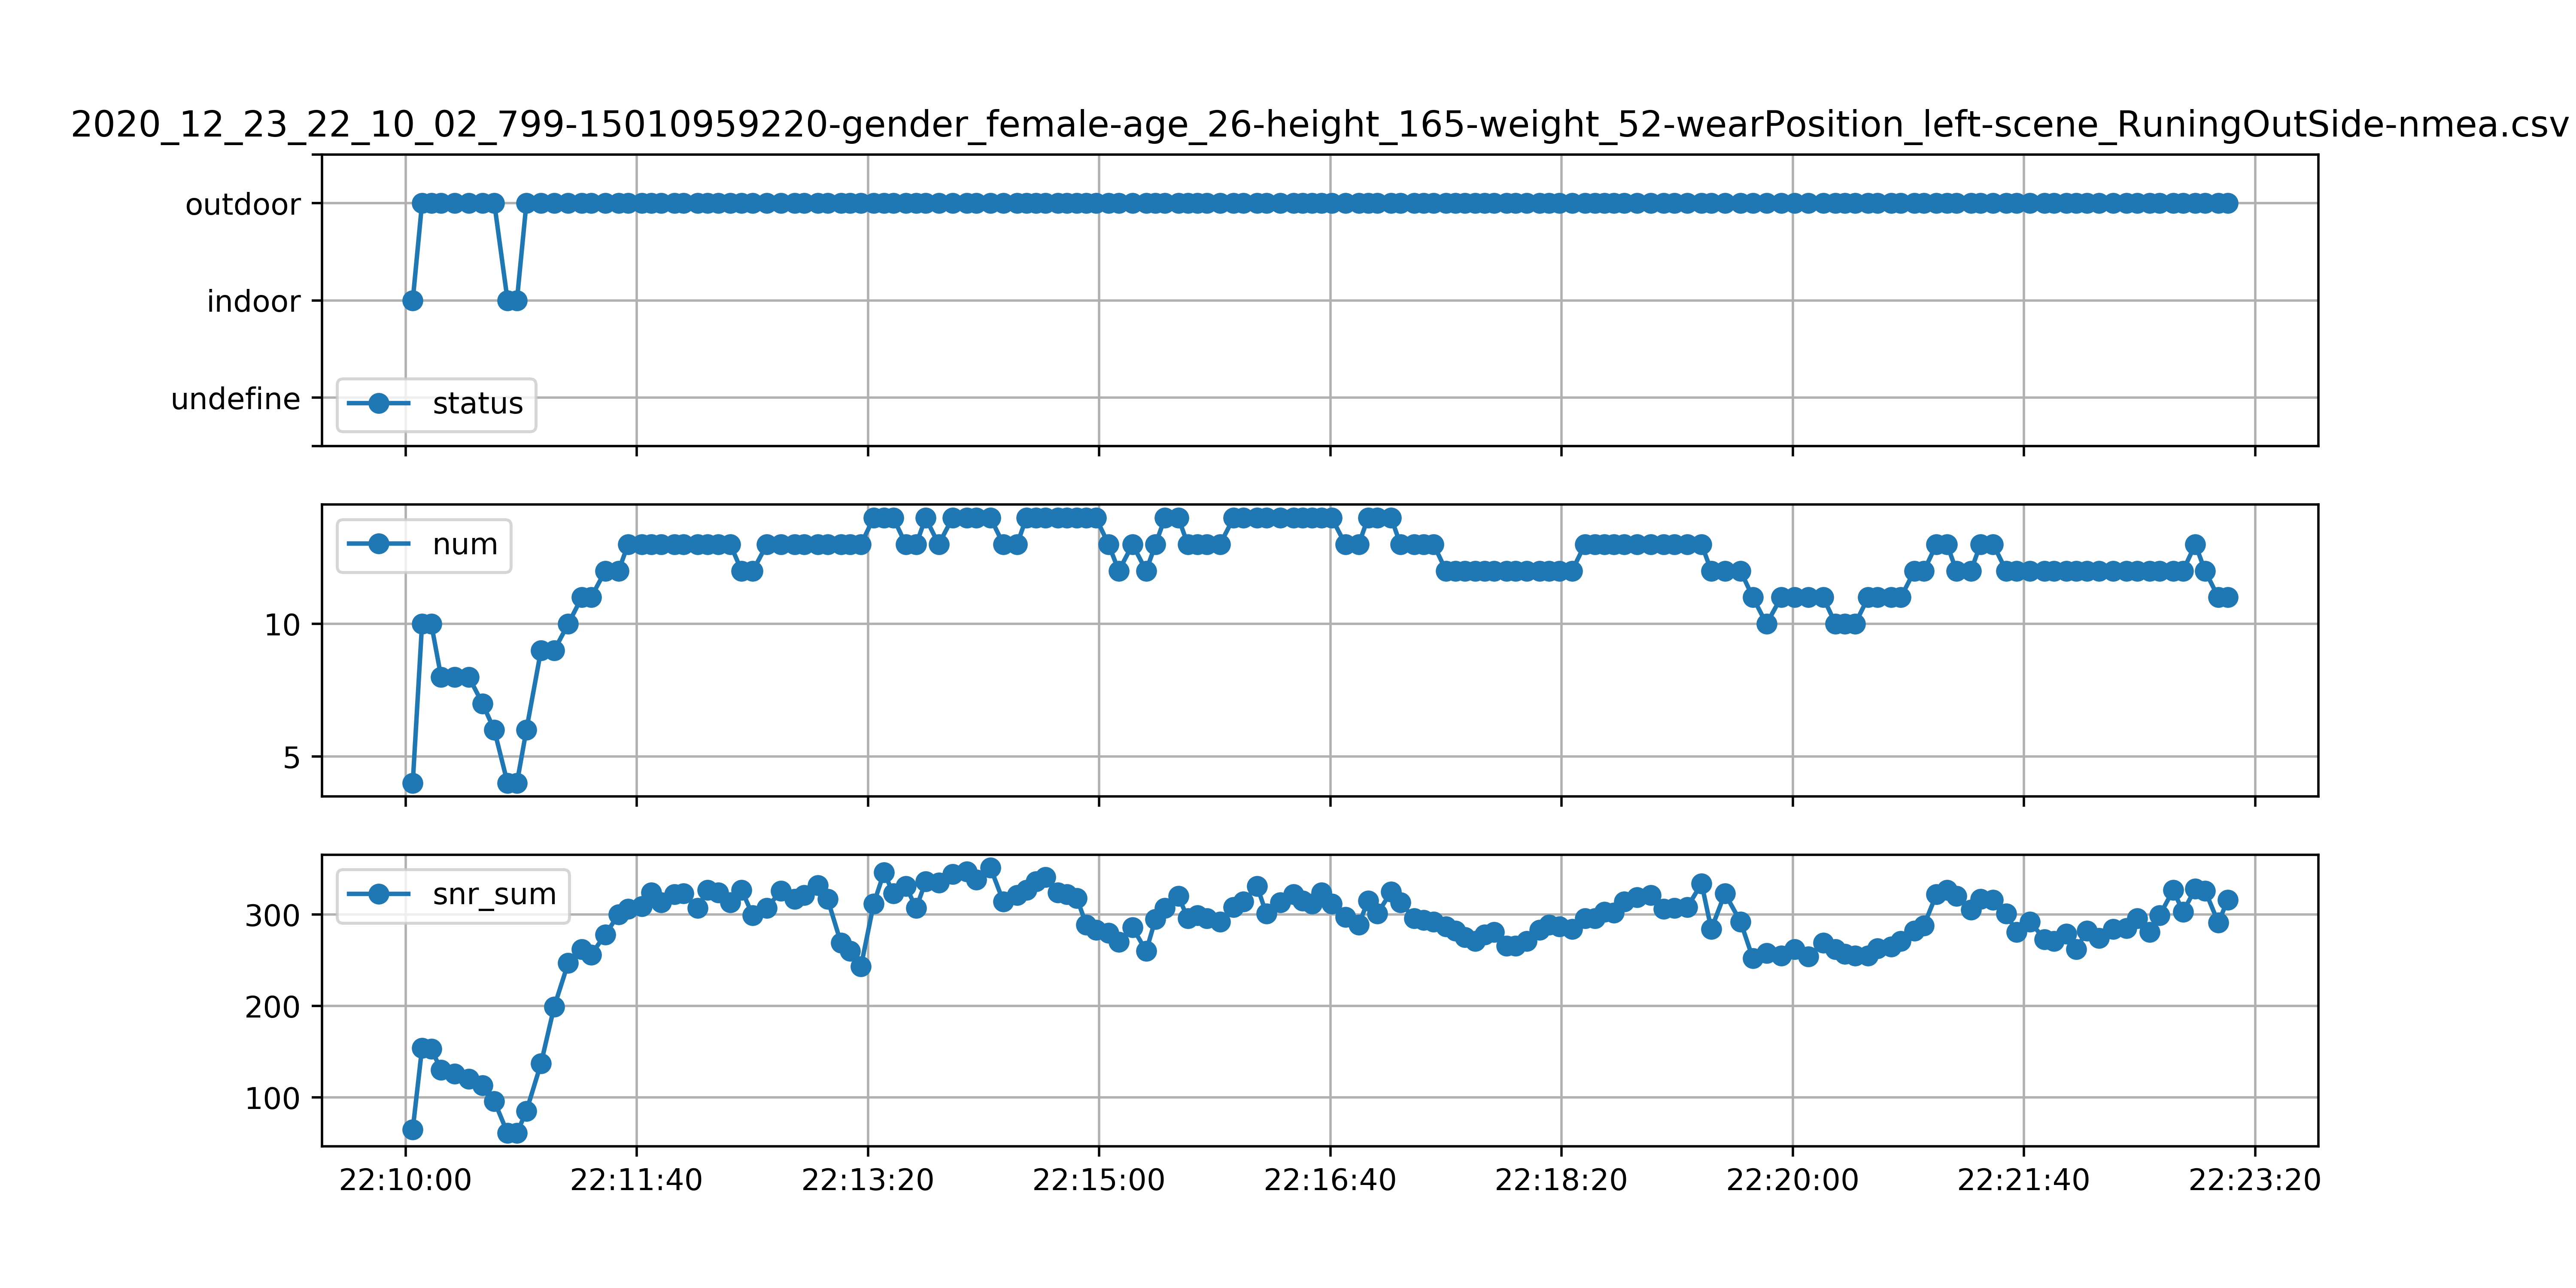 2020_12_23_22_10_02_799-15010959220-gender_female-age_26-height_165-weight_52-wearPosition_left-scene_RuningOutSide-nmea.csv
outdoor
indoor
undefine
status
num
10
5
snr_sum
300
200
100
22:10:00 22:11:40 22:13:20 22:15:00 22:16:40 22:18:20 22:20:00 22:21:40 22:23:20